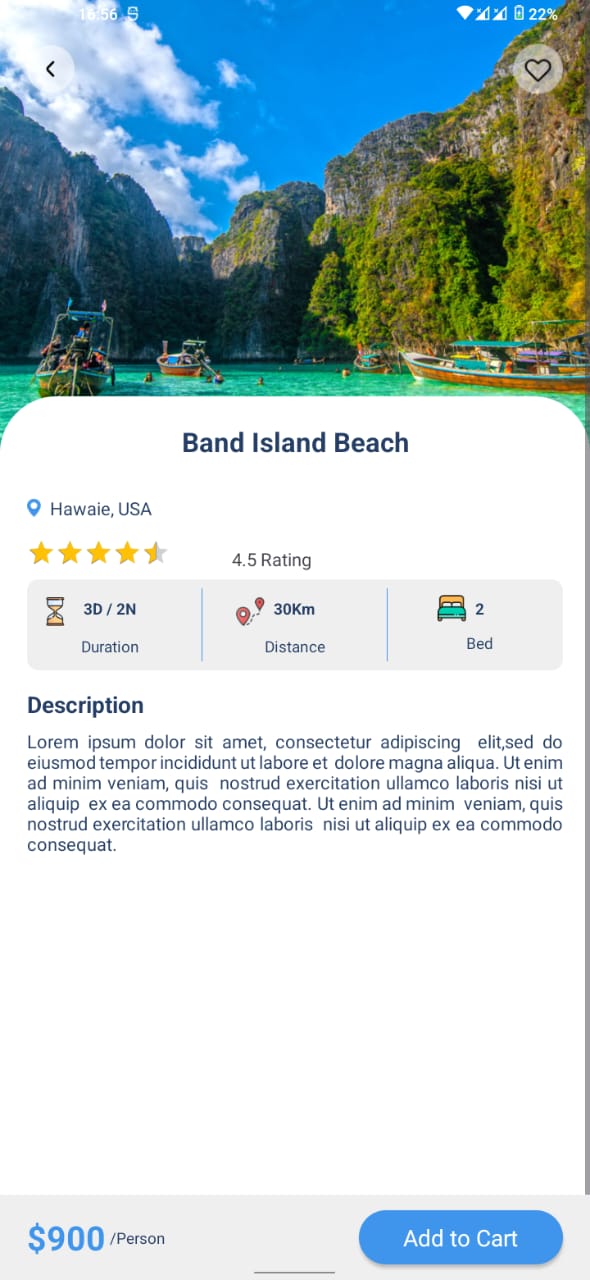 16:56 22%
Band Island Beach
Hawaie, USA
4.5 Rating
3D / 2N 30Km 2
Duration Distance Bed
Description
Lorem ipsum dolor sit amet, consectetur adipiscing elit,sed do
eiusmod tempor incididunt ut labore et dolore magna aliqua. Ut enim
ad minim veniam, quis nostrud exercitation ullamco laboris nisi ut
aliquip ex ea commodo consequat. Ut enim ad minim veniam, quis
nostrud exercitation ullamco laboris nisi ut aliquip ex ea commodo
consequat.
$900 /Person Add to Cart